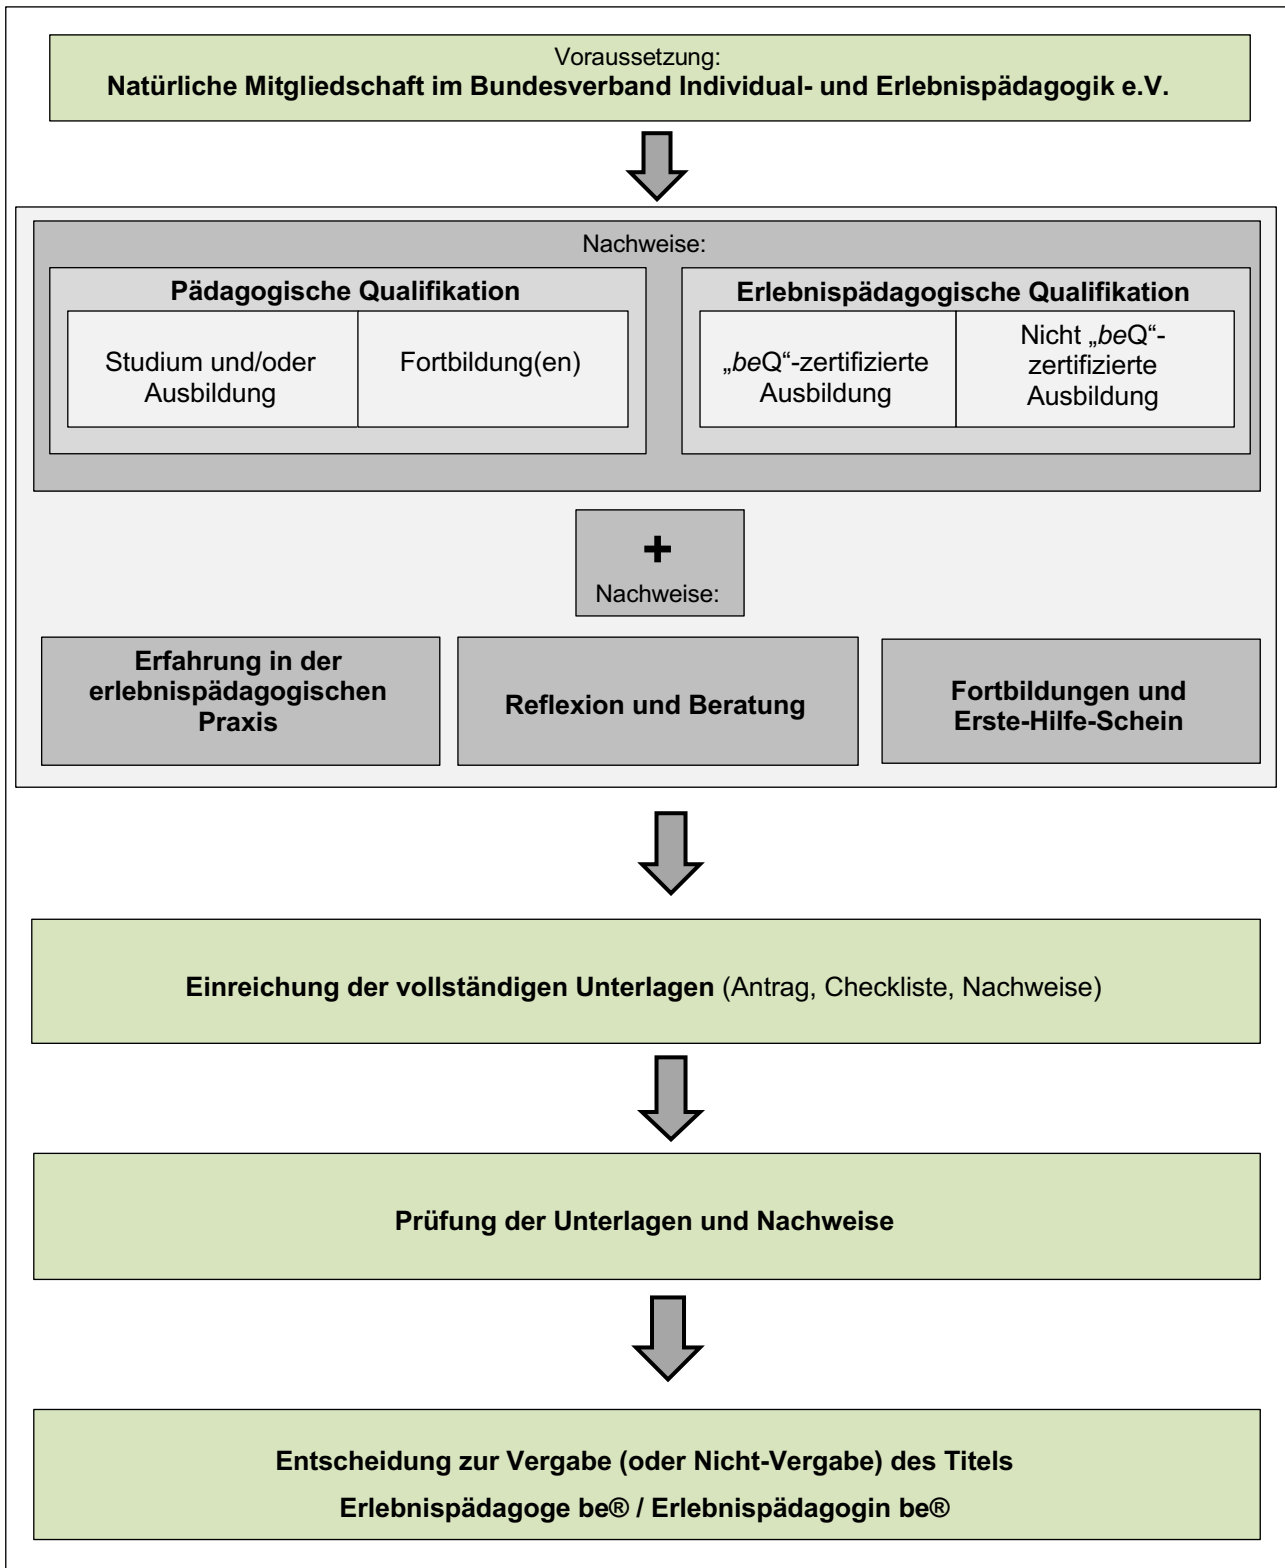 Voraussetzung:
Natürliche Mitgliedschaft im Bundesverband Individual- und Erlebnispädagogik e.V.
Nachweise:
Pädagogische Qualifikation
Studium und/oder
Ausbildung
Fortbildung(en)
Erlebnispädagogische Qualifikation
„beQ“-zertifizierte
Ausbildung
Nicht „beQ“-
zertifizierte
Ausbildung
+
Nachweise:
Erfahrung in der
erlebnispädagogischen
Praxis
Reflexion und Beratung
Fortbildungen und
Erste-Hilfe-Schein
Einreichung der vollständigen Unterlagen (Antrag, Checkliste, Nachweise)
Prüfung der Unterlagen und Nachweise
Entscheidung zur Vergabe (oder Nicht-Vergabe) des Titels
Erlebnispädagoge be® / Erlebnispädagogin be®